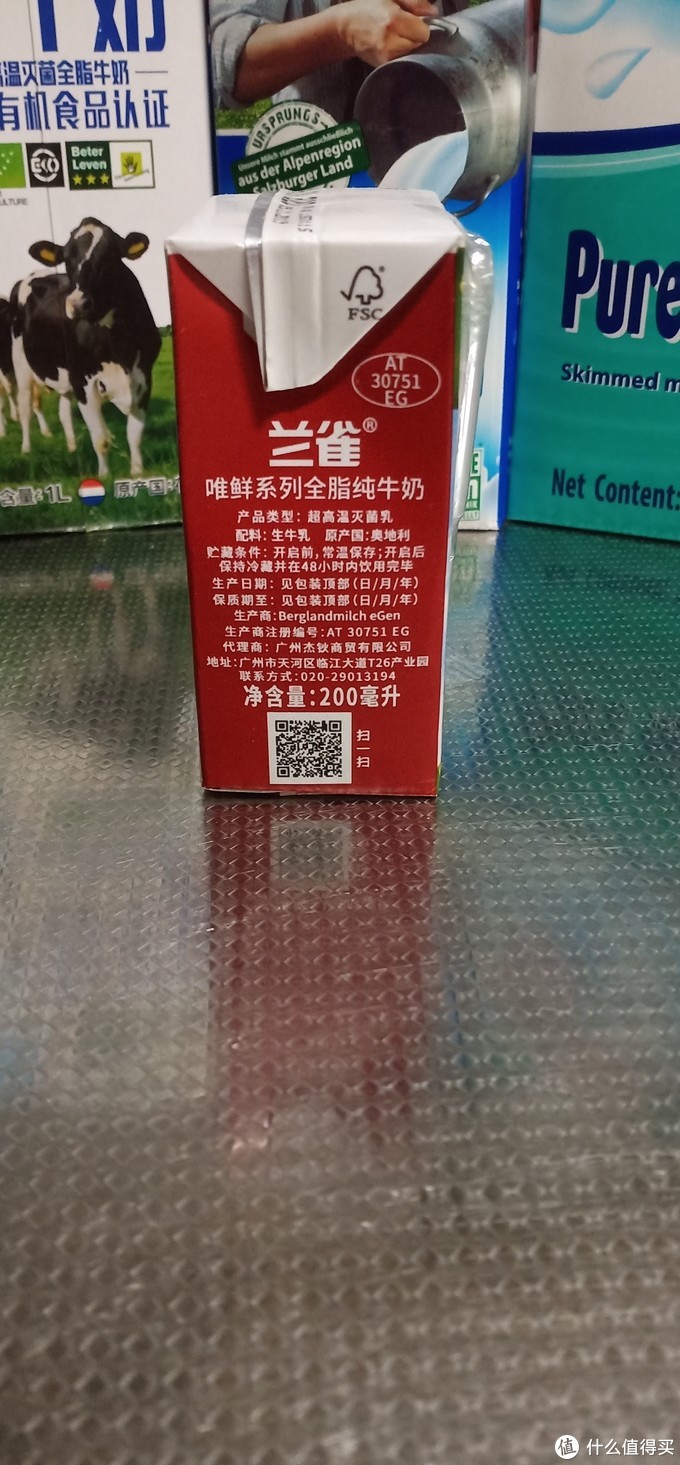 牛奶
高温灭菌全脂牛奶
有机食品认证
EKO
Beter
Leven
URSPRUNGS
Unsere Milch stammt ausschließlich
aus der Alpenregion
Salzburger Land
Pure
Skimmed m
Net Content:
含量:1L
原产国:
FSC
AT
30751
EG
兰雀®
唯鲜系列全脂纯牛奶
产品类型:超高温灭菌乳
配料:生牛乳 原产国:奥地利
贮藏条件:开启前,常温保存;开启后
保持冷藏并在48小时内饮用完毕
生产日期:见包装顶部(日/月/年)
保质期至:见包装顶部(日/月/年)
生产商:Berglandmilch eGen
生产商注册编号:AT 30751 EG
代理商:广州杰钬商贸有限公司
地址:广州市天河区临江大道T26产业园
联系方式:020-29013194
净含量:200毫升
扫一扫
值 什么值得买